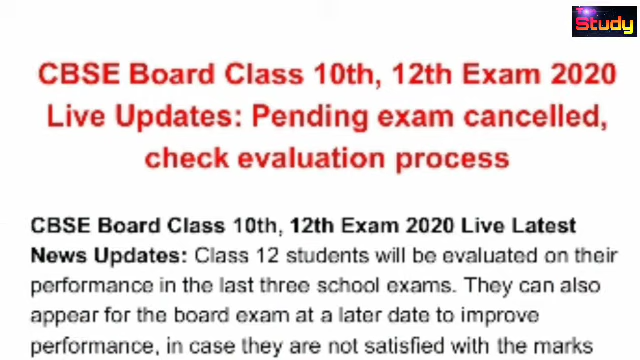 To
Study
CBSE Board Class 10th, 12th Exam 2020
Live Updates: Pending exam cancelled,
check evaluation process
CBSE Board Class 10th, 12th Exam 2020 Live Latest
News Updates: Class 12 students will be evaluated on their
performance in the last three school exams. They can also
appear for the board exam at a later date to improve
performance, in case they are not satisfied with the marks